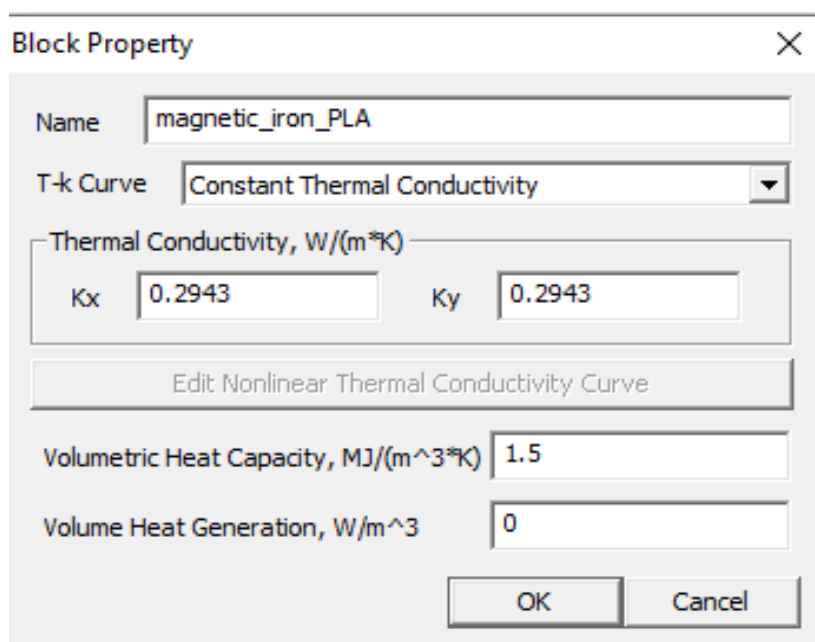 Block Property
Name magnetic_iron_PLA
T-k Curve Constant Thermal Conductivity
Thermal Conductivity, W/(m*K)
Kx 0.2943 Ky 0.2943
Edit Nonlinear Thermal Conductivity Curve
Volumetric Heat Capacity, MJ/(m^3*K) 1.5
Volume Heat Generation, W/m^3 0
OK Cancel